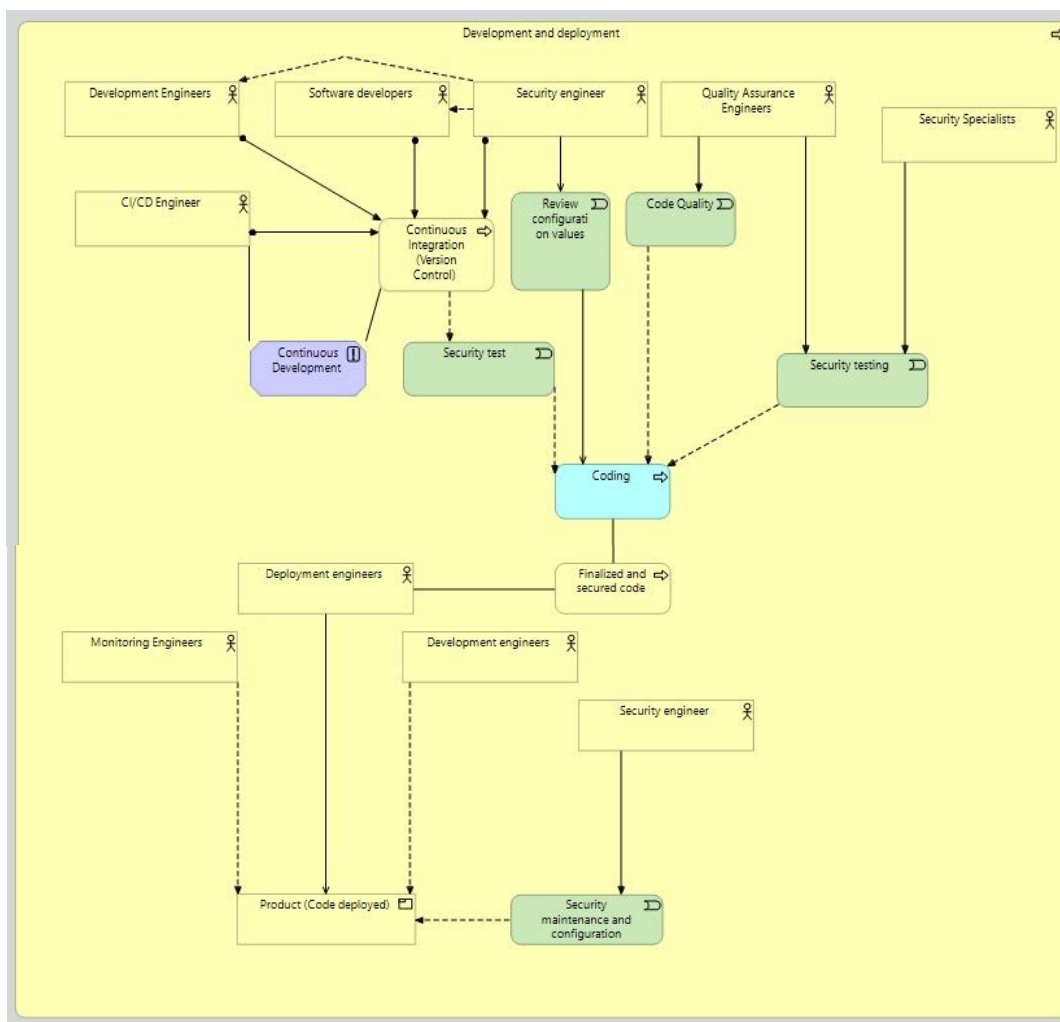 Development and deployment
Development Engineers
Software developers
Security engineer
Quality Assurance
Engineers
Security Specialists
CI/CD Engineer
Continuous
Integration
(Version
Control)
Review
configurati
on values
Code Quality
Continuous
Development
Security test
Security testing
Coding
Deployment engineers
Finalized and
secured code
Monitoring Engineers
Development engineers
Security engineer
Product (Code deployed)
Security
maintenance and
configuration